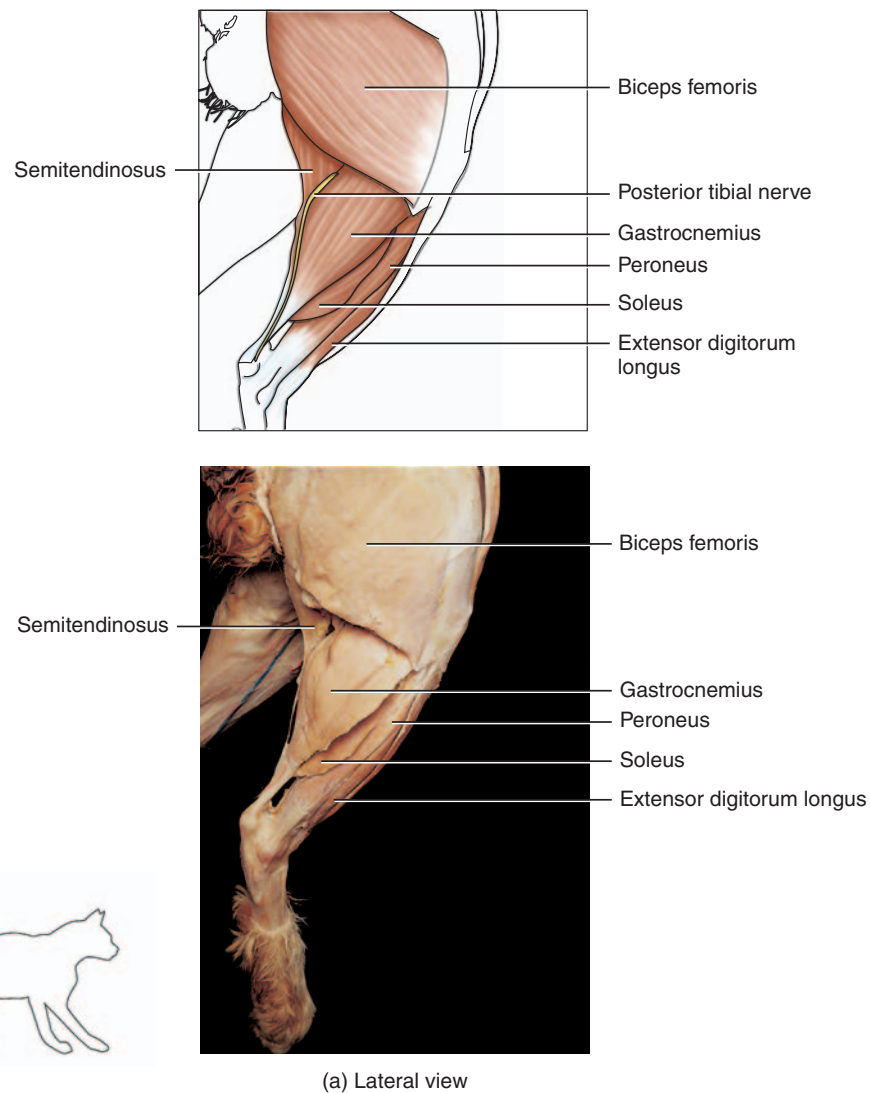 Biceps femoris
Semitendinosus
Posterior tibial nerve
Gastrocnemius
Peroneus
Soleus
Extensor digitorum
longus
Biceps femoris
Semitendinosus
Gastrocnemius
Peroneus
Soleus
Extensor digitorum longus
(a) Lateral view